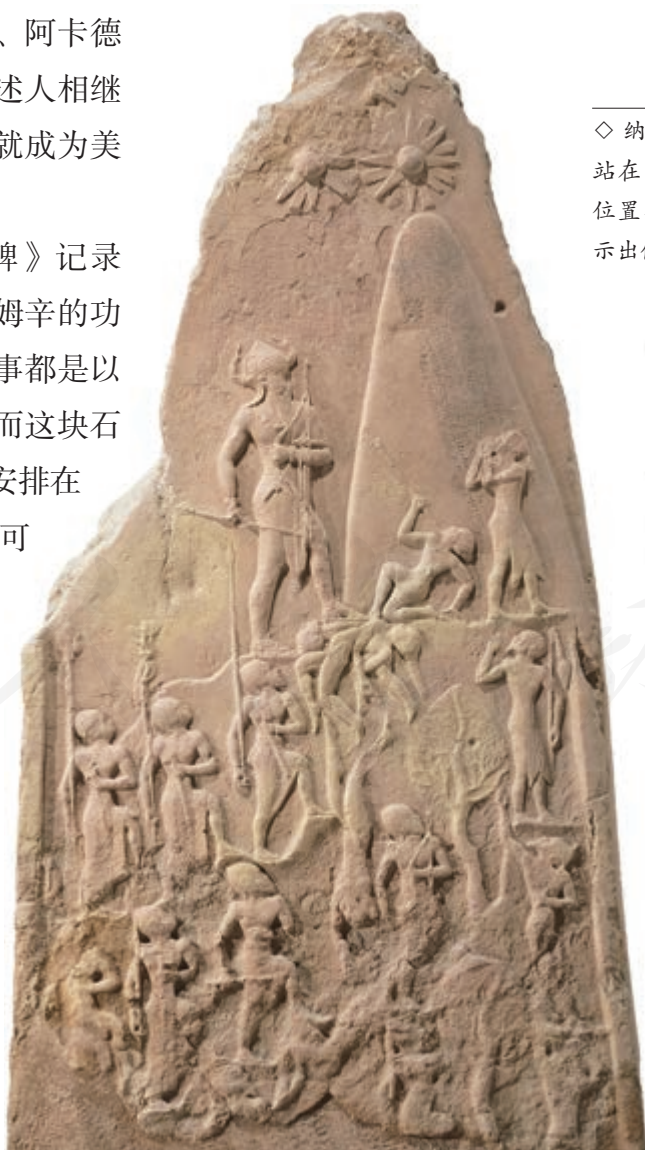 、阿卡德
述人相继
就成为美
碑》记录
姆辛的功
事都是以
而这块石
安排在
可
◇ 纳
站在
位置
示出